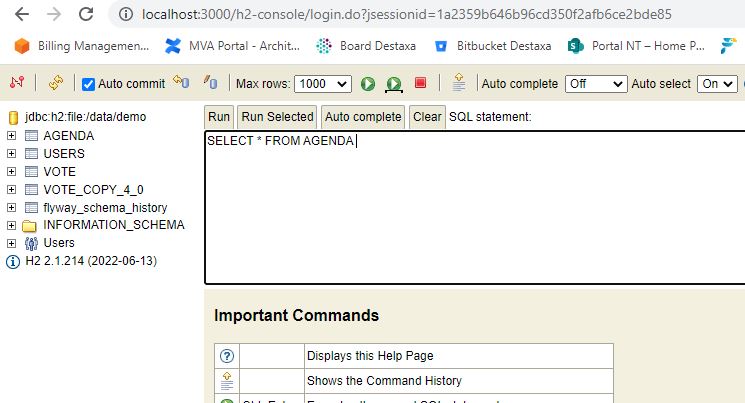 localhost:3000/h2-console/login.do?jsessionid=1a2359b646b96cd350f2afb6ce2bde85
Billing Managemen... MVA Portal - Archit... Board Destaxa Bitbucket Destaxa Portal NT – Home P...
Auto commit Max rows: 1000 Auto complete Off Auto select On
jdbc:h2:file:/data/demo
AGENDA
USERS
VOTE
VOTE_COPY_4_0
flyway_schema_history
INFORMATION_SCHEMA
Users
H2 2.1.214 (2022-06-13)
Run Run Selected Auto complete Clear SQL statement:
SELECT * FROM AGENDA
Important Commands
Displays this Help Page
Shows the Command History